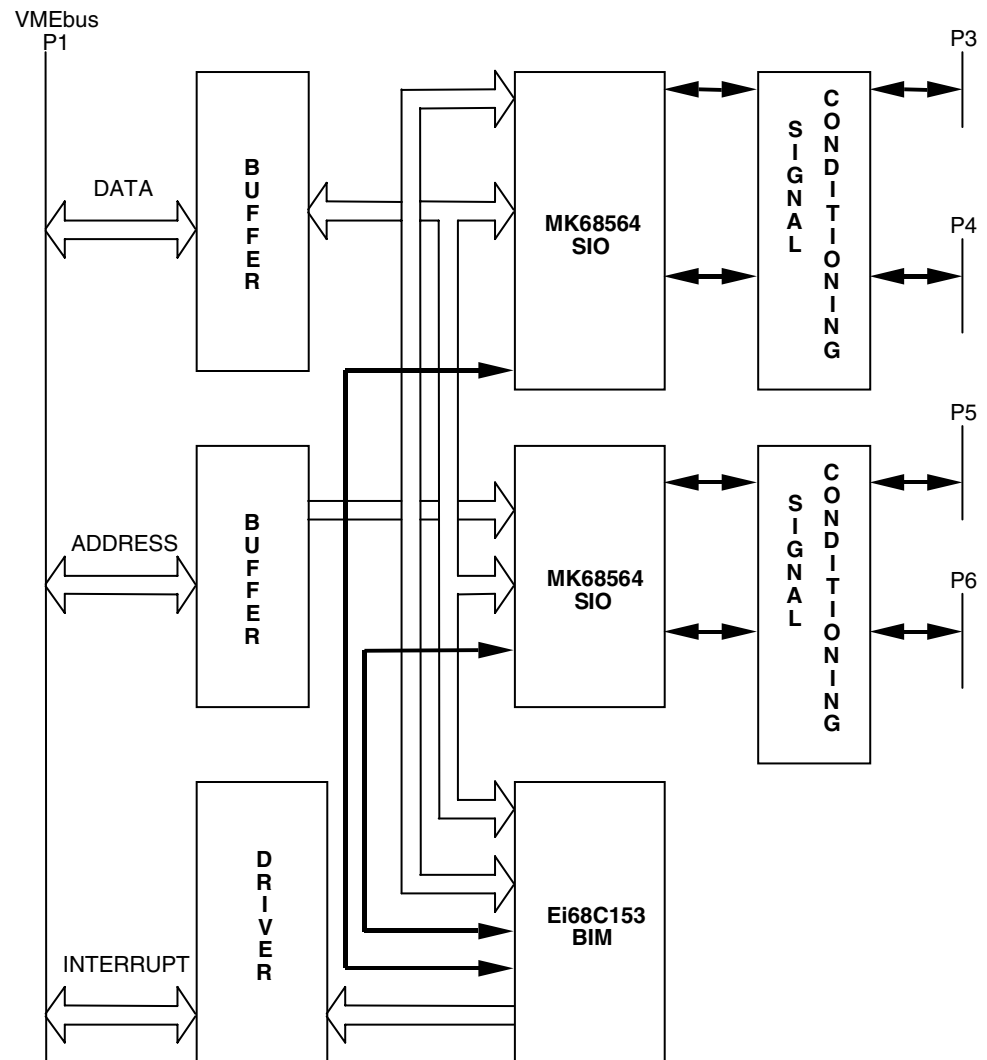 VMEbus
P1
P3
BUFFER
DATA
MK68564
SIO
SIGNAL
CONDITIONING
P4
P5
BUFFER
ADDRESS
MK68564
SIO
SIGNAL
CONDITIONING
P6
DRIVER
INTERRUPT
Ei68C153
BIM